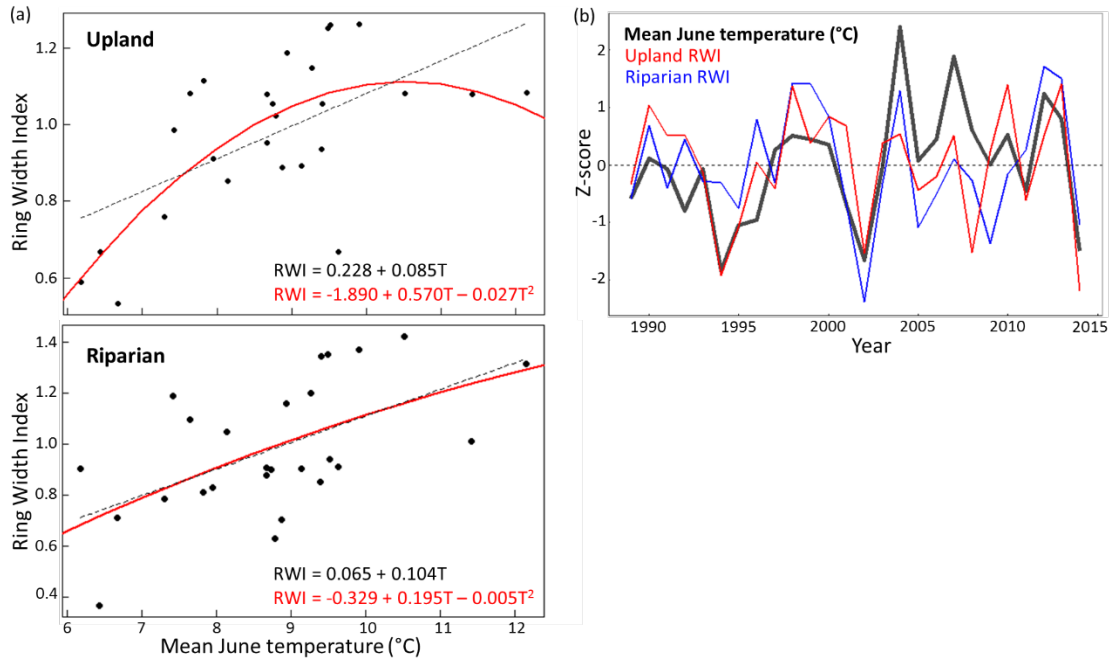 (a)
Upland
1.2
1.0
0.8
0.6
Ring Width Index
RWI = 0.228 + 0.085T
RWI = -1.890 + 0.570T – 0.027T²
Riparian
1.4
1.2
1.0
0.8
0.6
0.4
Ring Width Index
RWI = 0.065 + 0.104T
RWI = -0.329 + 0.195T – 0.005T²
6 7 8 9 10 11 12
Mean June temperature (°C)
(b)
Mean June temperature (°C)
Upland RWI
Riparian RWI
2
1
0
-1
-2
Z-score
1990 1995 2000 2005 2010 2015
Year